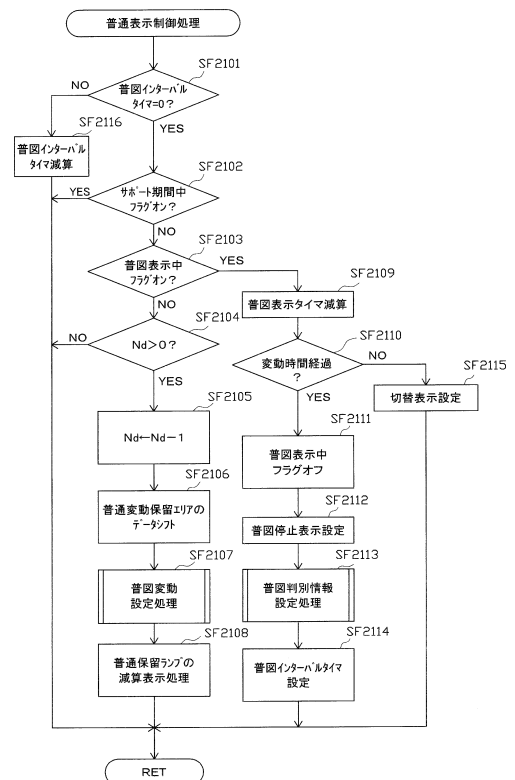 普通表示制御処理
SF2101
普図インターバル
タイマ=0?
NO
YES
SF2116
普図インターバル
タイマ減算
SF2102
サポート期間中
フラグオン?
YES
NO
SF2103
普図表示中
フラグオン?
YES
NO
SF2109
普図表示タイマ減算
SF2104
Nd>0?
NO
YES
SF2110
変動時間経過
?
NO
YES
SF2115
切替表示設定
SF2105
Nd←Nd-1
SF2111
普図表示中
フラグオフ
SF2106
普通変動保留エリアの
データシフト
SF2112
普図停止表示設定
SF2107
普図変動
設定処理
SF2113
普図判別情報
設定処理
SF2108
普通保留ランプの
減算表示処理
SF2114
普図インターバルタイマ
設定
RET